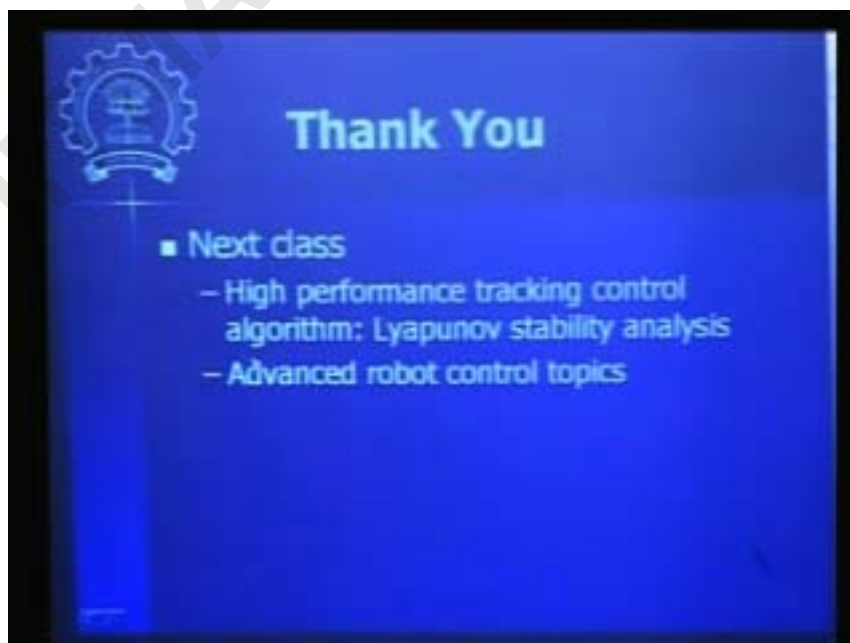 Thank You
Next class
– High performance tracking control
algorithm: Lyapunov stability analysis
– Advanced robot control topics